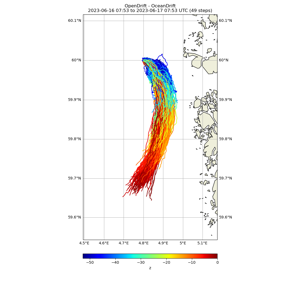 OpenDrift - OceanDrift
2023-06-16 07:53 to 2023-06-17 07:53 UTC (49 steps)
60.1°N 60.1°N
60°N 60°N
59.9°N 59.9°N
59.8°N 59.8°N
59.7°N 59.7°N
59.6°N 59.6°N
4.5°E 4.6°E 4.7°E 4.8°E 4.9°E 5°E 5.1°E
−50 −40 −30 −20 −10 0
z